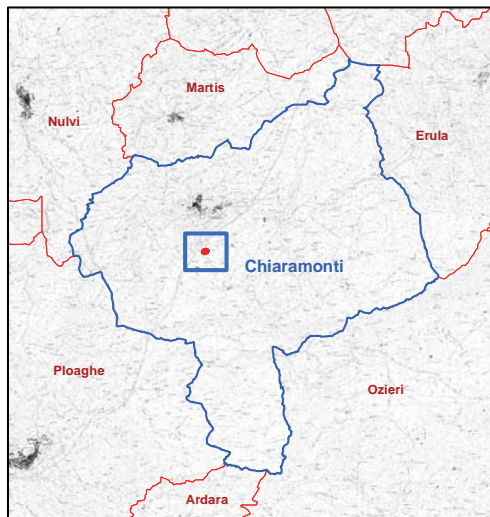 Martis
Nulvi
Erula
Chiaramonti
Ploaghe
Ozieri
Ardara